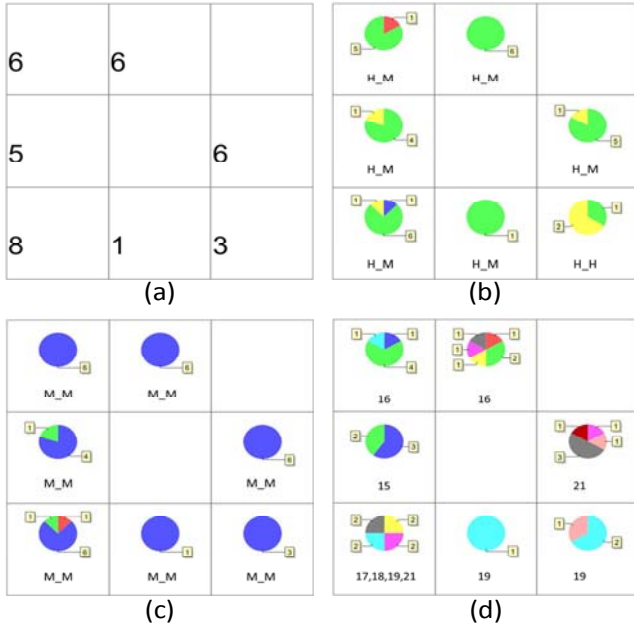 6 6
5 6
8 1 3
(a)
1
5 6
H_M H_M
1 1
4 5
H_M H_M
1 1 1
2
6 1
H_M H_M H_H
(b)
6 6
M_M M_M
1
4 6
M_M M_M
1 1
6 1 3
M_M M_M M_M
(c)
1 1 1 1
1 2
4 1
16 16
2 3 1 1
1
3
15 21
2 2 1
2 2 1 2
17,18,19,21 19 19
(d)